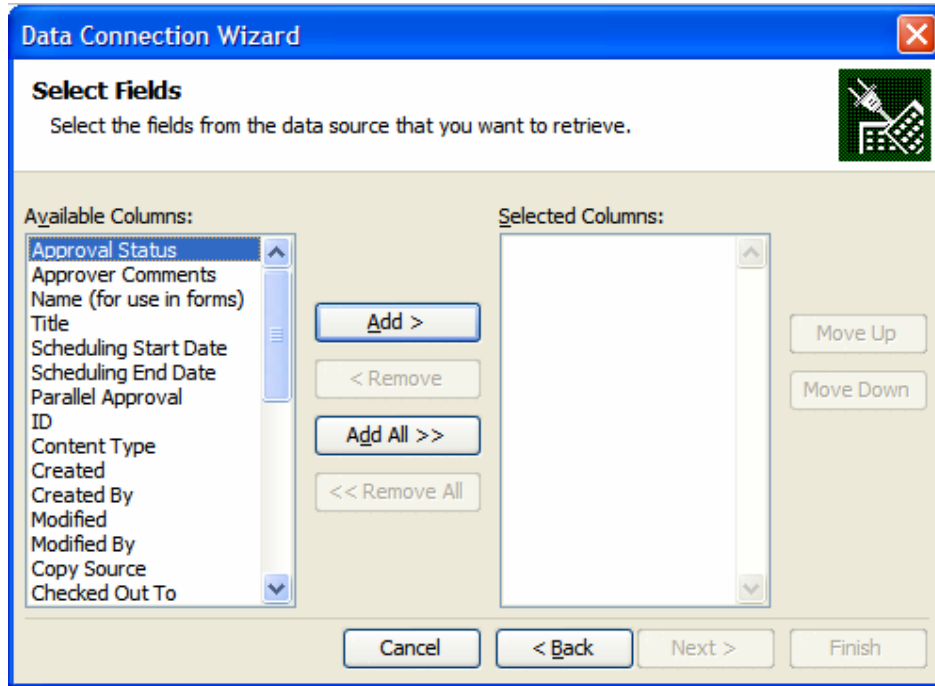 Data Connection Wizard
Select Fields
Select the fields from the data source that you want to retrieve.
Available Columns:
Approval Status
Approver Comments
Name (for use in forms)
Title
Scheduling Start Date
Scheduling End Date
Parallel Approval
ID
Content Type
Created
Created By
Modified
Modified By
Copy Source
Checked Out To
Add >
< Remove
Add All >>
<< Remove All
Selected Columns:
Move Up
Move Down
Cancel
< Back
Next >
Finish